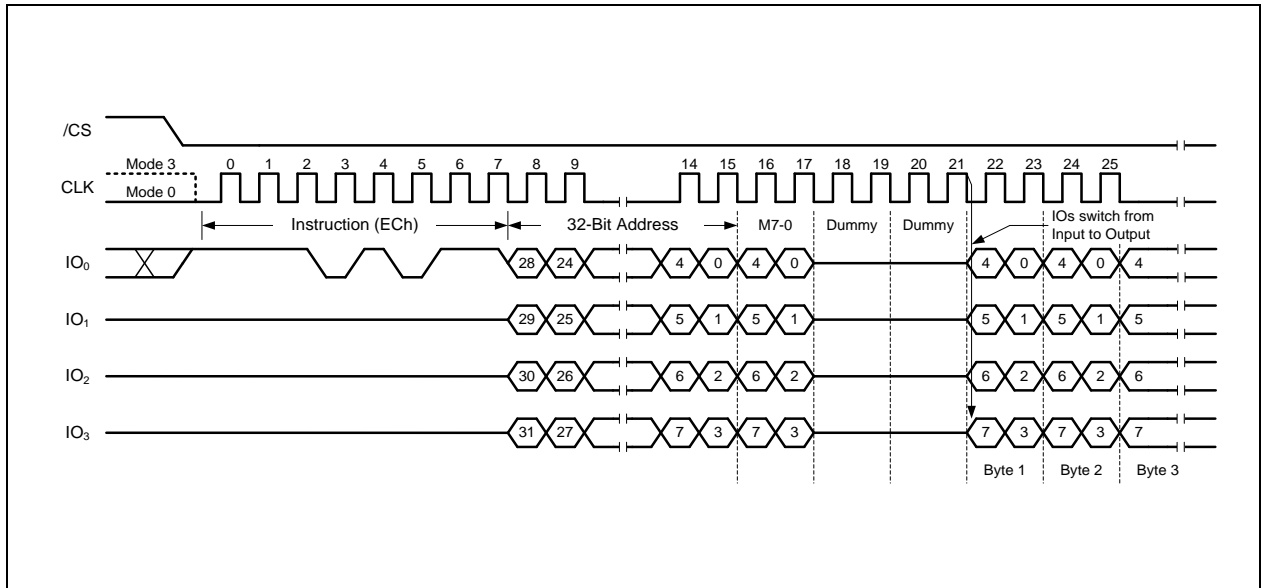 /CS
Mode 3 0 1 2 3 4 5 6 7 8 9 14 15 16 17 18 19 20 21 22 23 24 25
CLK Mode 0
Instruction (ECh) 32-Bit Address M7-0 Dummy Dummy IOs switch from
Input to Output
IO₀ 28 24 4 0 4 0 4 0 4 0 4
IO₁ 29 25 5 1 5 1 5 1 5 1 5
IO₂ 30 26 6 2 6 2 6 2 6 2 6
IO₃ 31 27 7 3 7 3 7 3 7 3 7
Byte 1 Byte 2 Byte 3